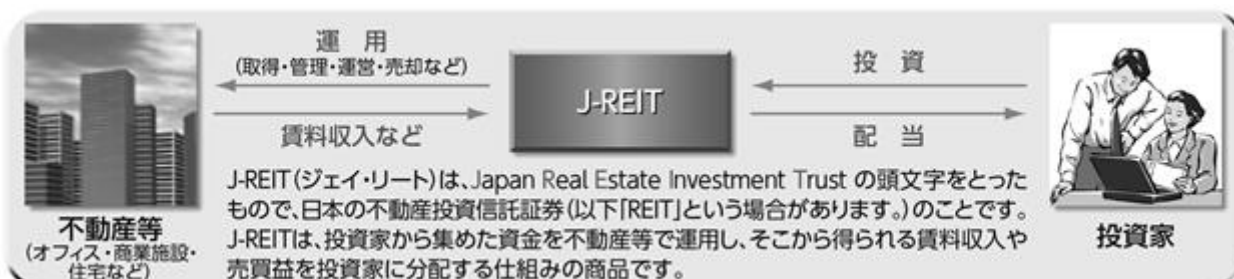 運 用
(取得・管理・運営・売却など)
賃料収入など
J-REIT
投 資
配 当
不動産等
(オフィス・商業施設・
住宅など)
J-REIT(ジェイ・リート)は、Japan Real Estate Investment Trust の頭文字をとった
もので、日本の不動産投資信託証券(以下「REIT」という場合があります。)のことです。
J-REITは、投資家から集めた資金を不動産等で運用し、そこから得られる賃料収入や
売買益を投資家に分配する仕組みの商品です。
投資家